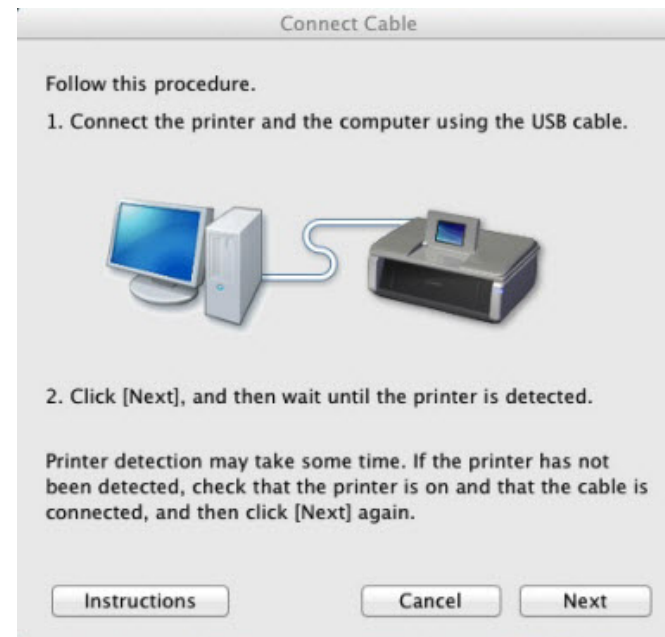 Connect Cable
Follow this procedure.
1. Connect the printer and the computer using the USB cable.
2. Click [Next], and then wait until the printer is detected.
Printer detection may take some time. If the printer has not
been detected, check that the printer is on and that the cable is
connected, and then click [Next] again.
Instructions Cancel Next